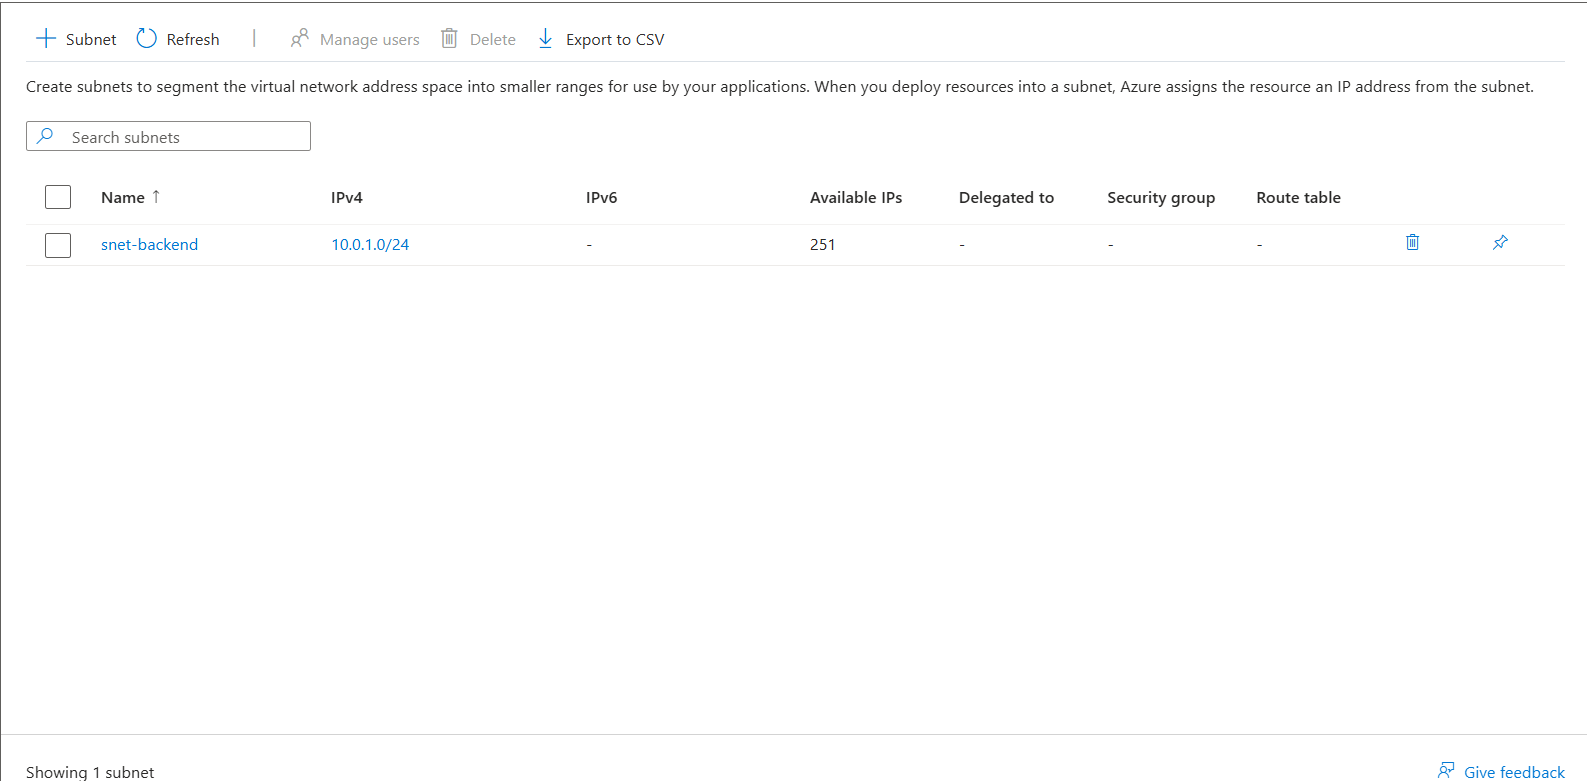 Subnet Refresh | Manage users Delete Export to CSV
Create subnets to segment the virtual network address space into smaller ranges for use by your applications. When you deploy resources into a subnet, Azure assigns the resource an IP address from the subnet.
Search subnets
Name ↑ IPv4 IPv6 Available IPs Delegated to Security group Route table
snet-backend 10.0.1.0/24 - 251 - - -
Showing 1 subnet Give feedback